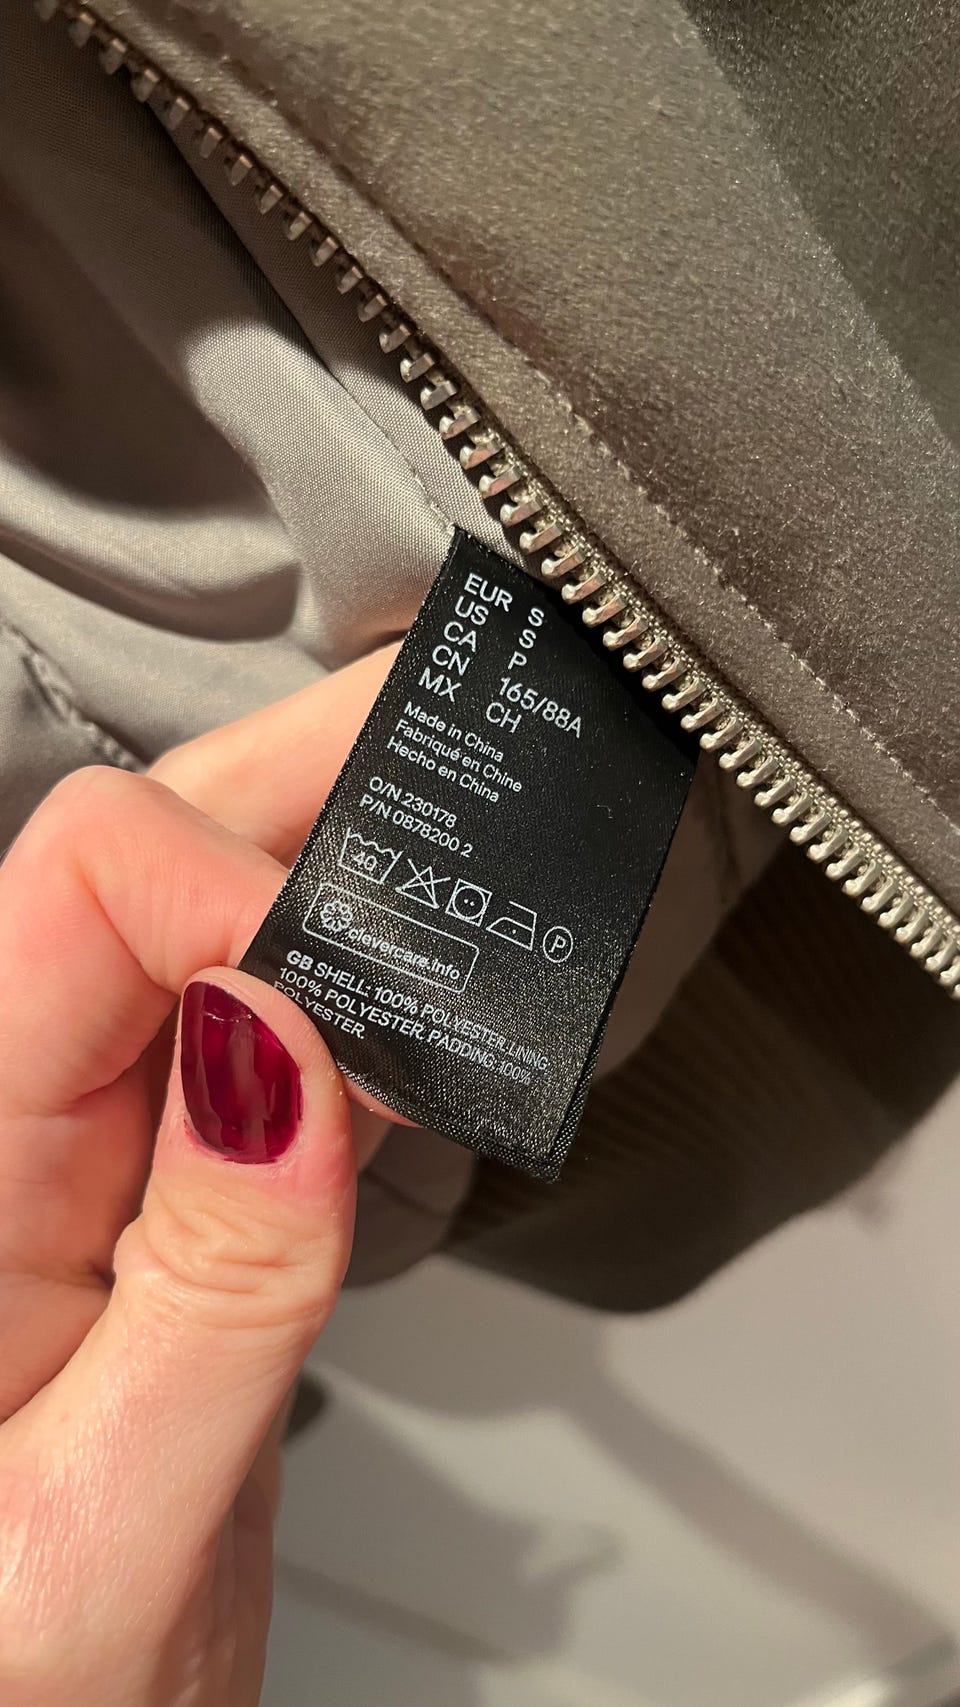 EUR S
US S
CA P
CN 165/88A
MX CH
Made in China
Fabriqué en Chine
Hecho en China
O/N 230178
P/N 0878200 2
40 P
clevercare.info
GB SHELL: 100% POLYESTER. LINING:
100% POLYESTER. PADDING: 100%
POLYESTER.